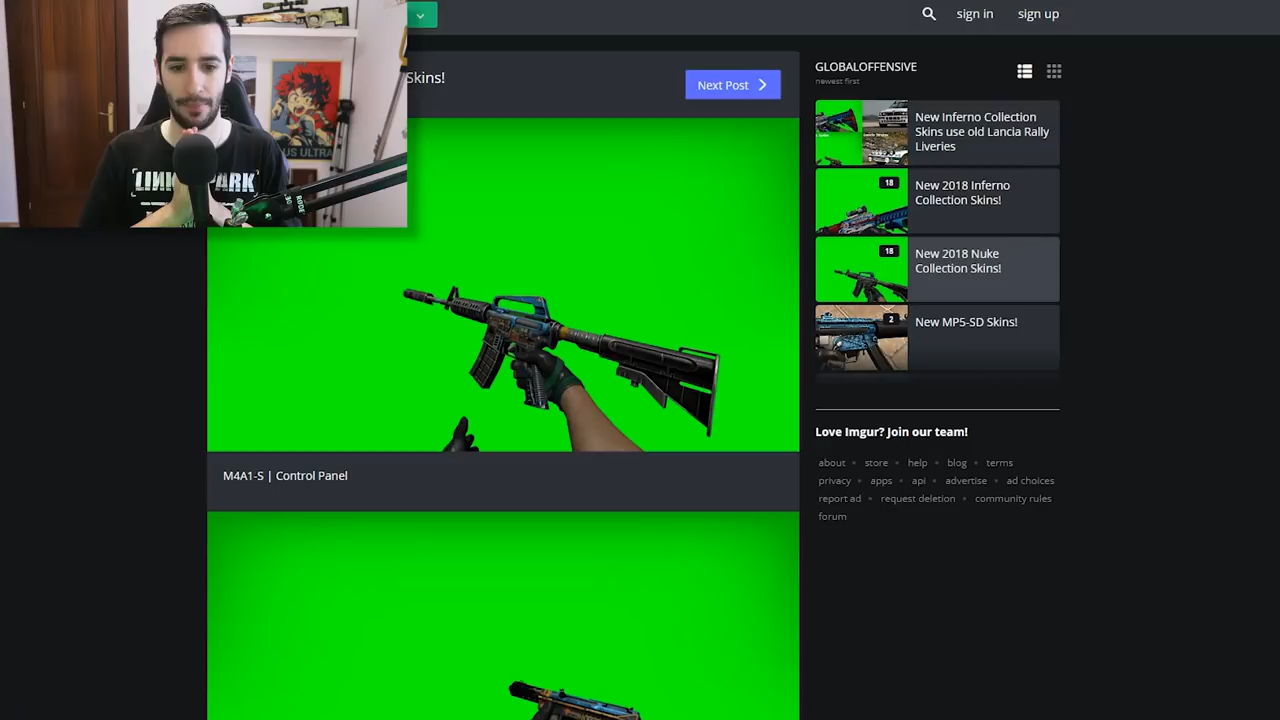 sign in
sign up
Skins!
Next Post
GLOBALOFFENSIVE
newest first
New Inferno Collection
Skins use old Lancia Rally
Liveries
18
New 2018 Inferno
Collection Skins!
18
New 2018 Nuke
Collection Skins!
2
New MP5-SD Skins!
Love Imgur? Join our team!
about • store • help • blog • terms
privacy • apps • api • advertise • ad choices
report ad • request deletion • community rules
forum
M4A1-S | Control Panel
US ULTRA
RODE